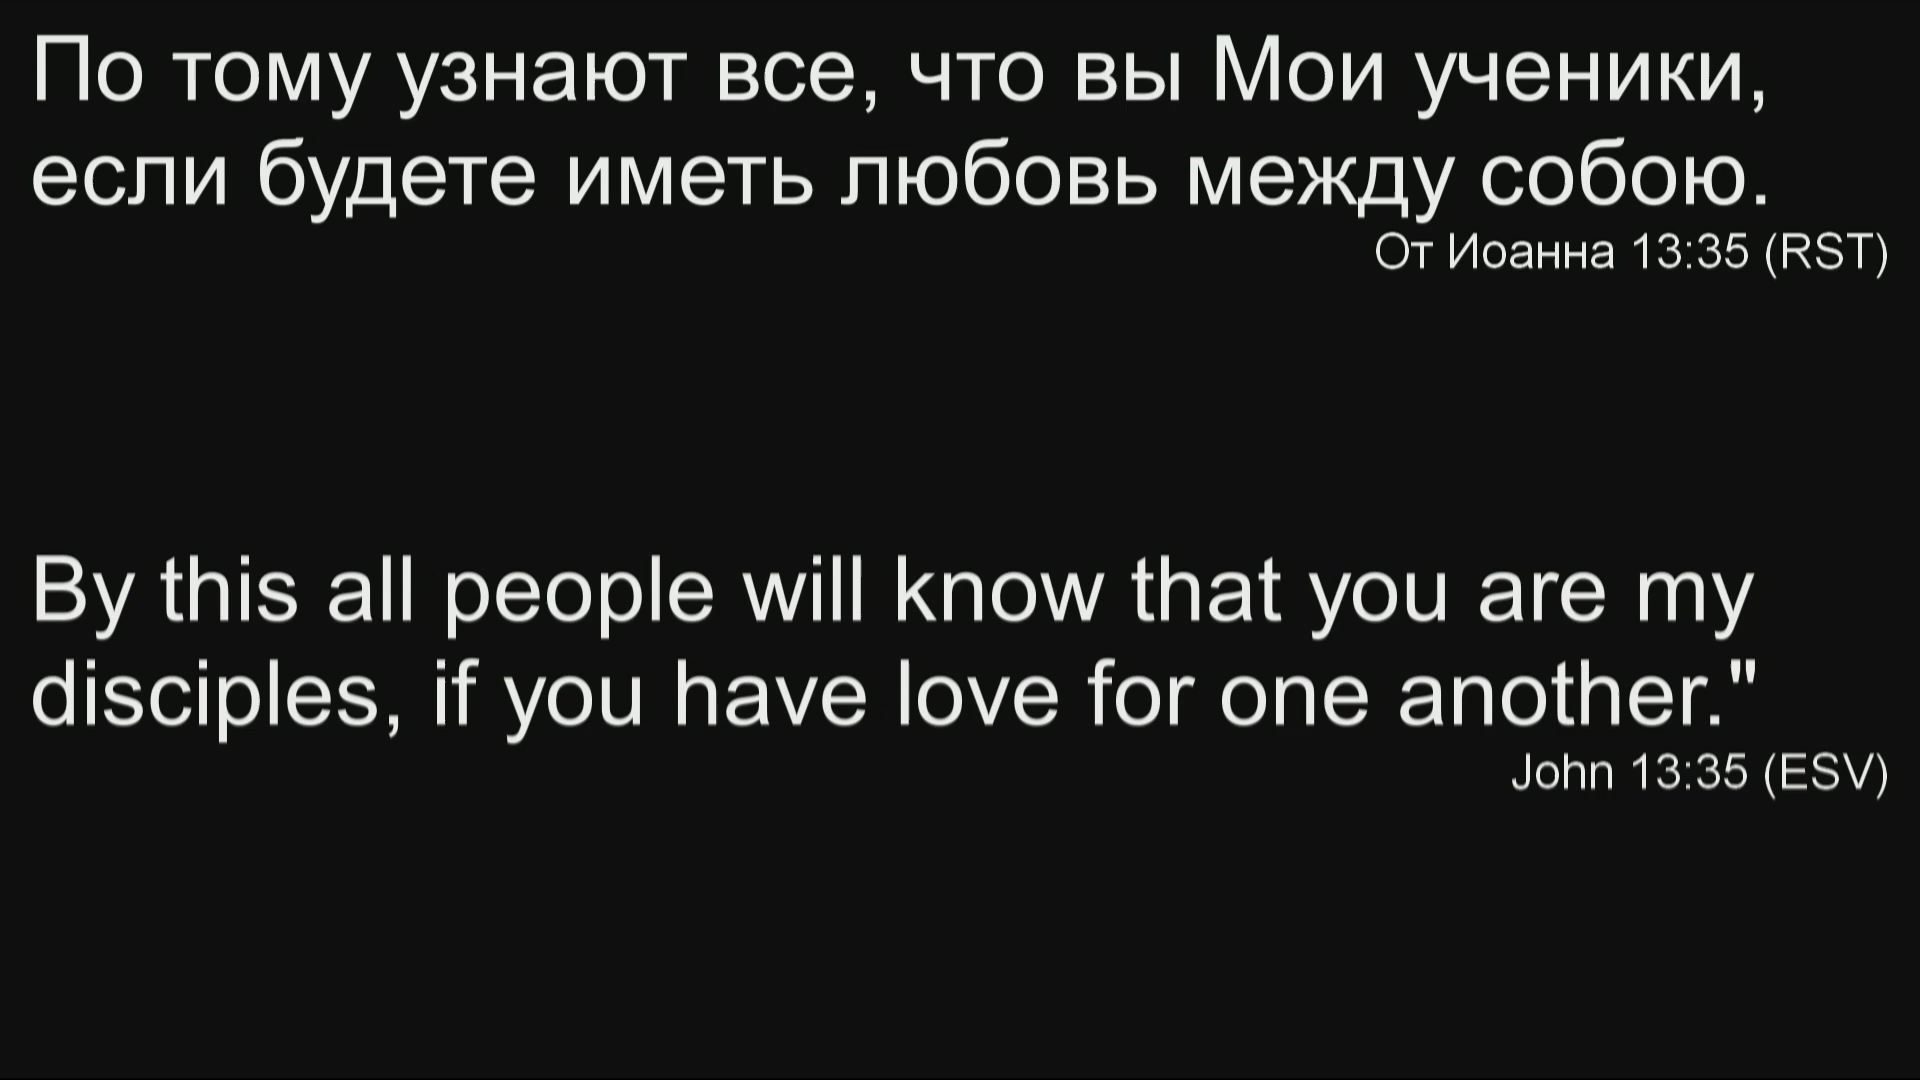 По тому узнают все, что вы Мои ученики,
если будете иметь любовь между собою.
От Иоанна 13:35 (RST)
By this all people will know that you are my
disciples, if you have love for one another."
John 13:35 (ESV)